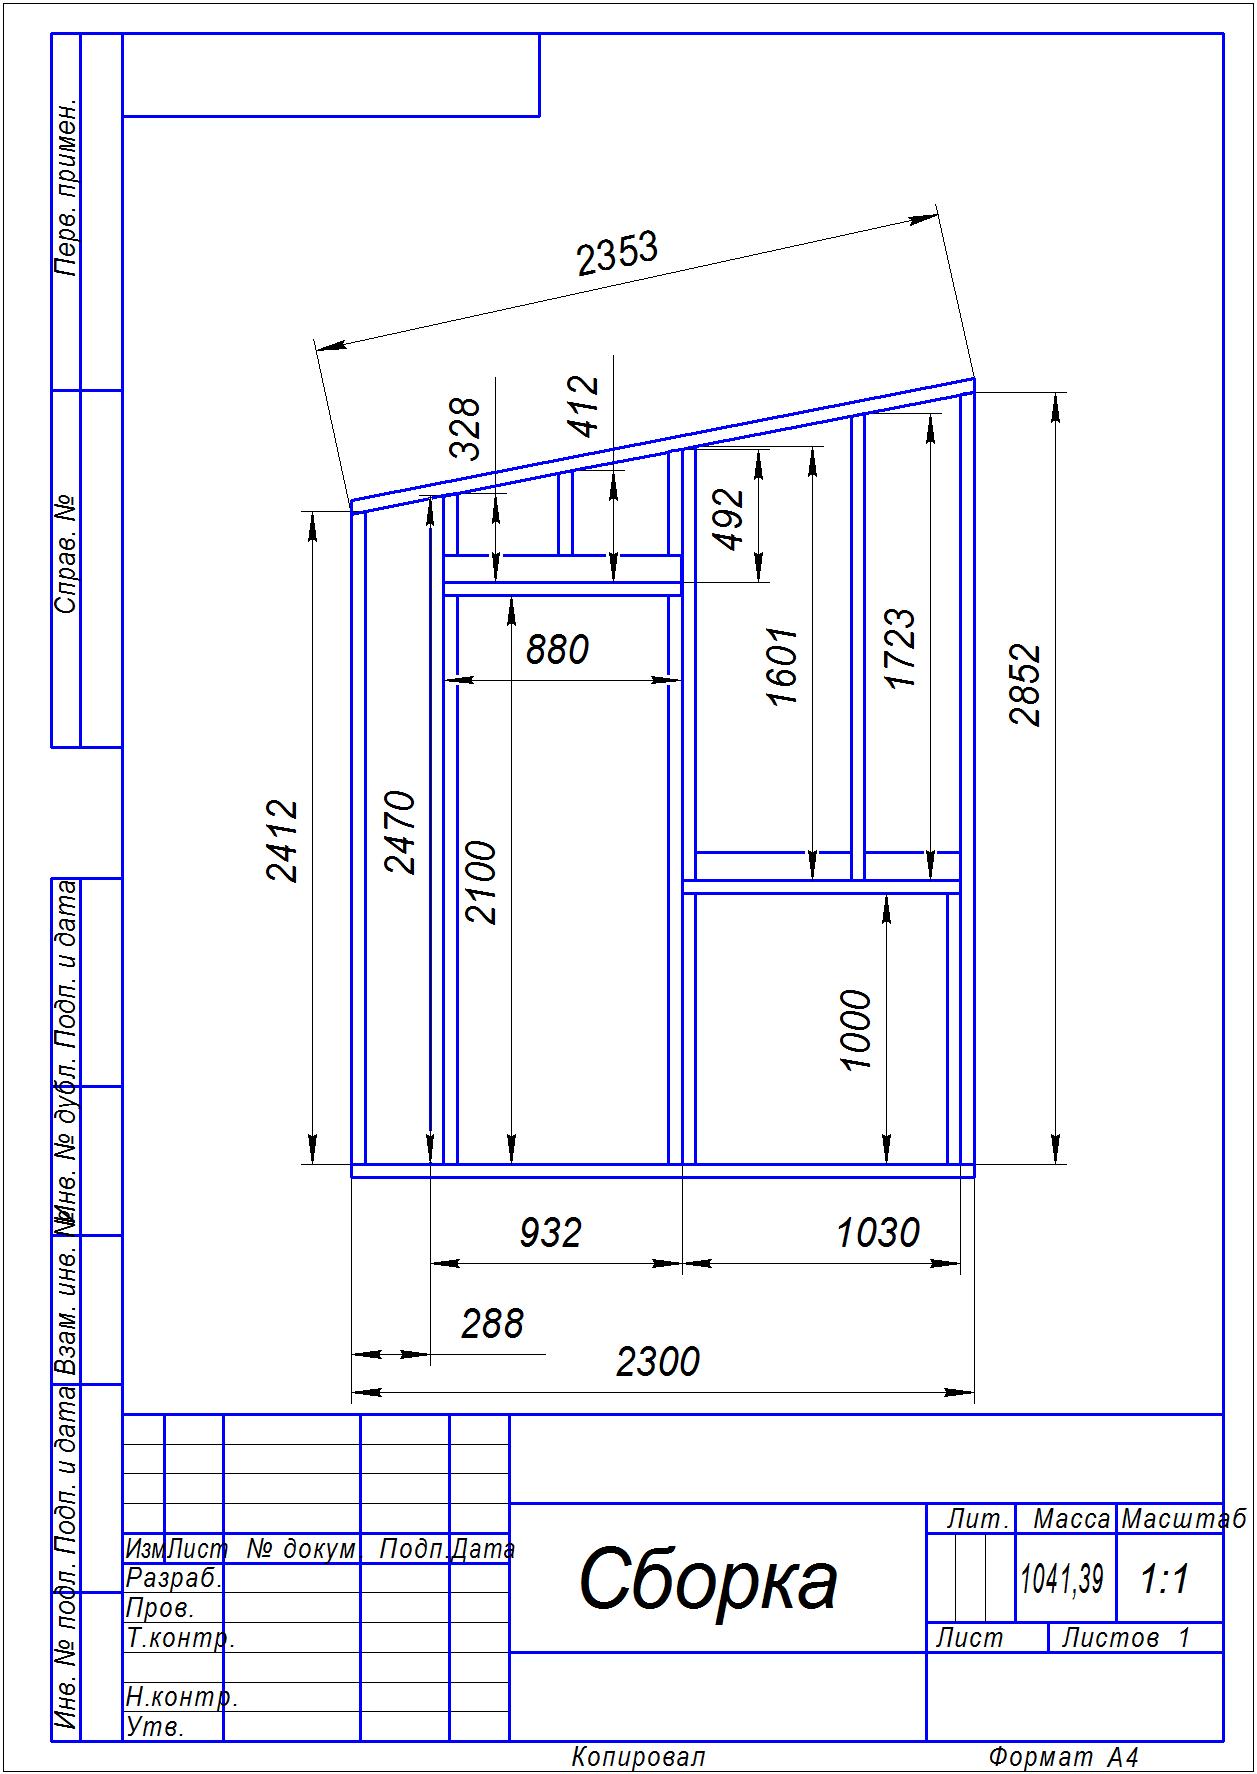 Перв. примен.
Справ. №
Подп. и дата
Инв. № дубл.
Взам. инв. №
Подп. и дата
Инв. № подл.
2353
328
412
492
880
1601
1723
2852
2412
2470
2100
1000
932
1030
288
2300
Изм Лист № докум Подп. Дата
Разраб.
Пров.
Т.контр.
Н.контр.
Утв.
Сборка
Лит. Масса Масштаб
1041,39 1:1
Лист Листов 1
Копировал Формат А4